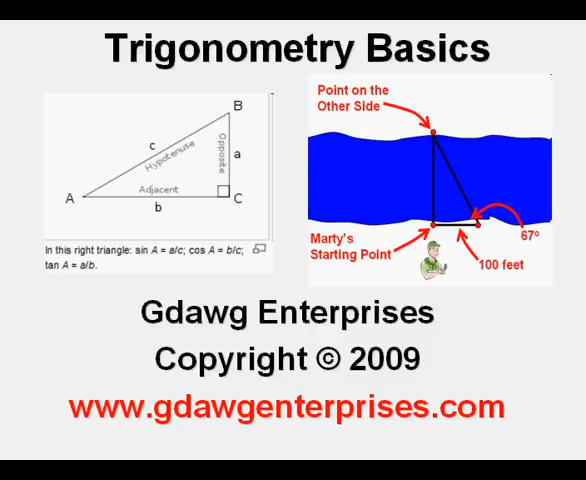 Trigonometry Basics
B
c
Hypotenuse
Opposite
a
A
Adjacent
C
b
In this right triangle: sin A = a/c; cos A = b/c;
tan A = a/b.
Point on the
Other Side
Marty's
Starting Point
67º
100 feet
Gdawg Enterprises
Copyright © 2009
www.gdawgenterprises.com